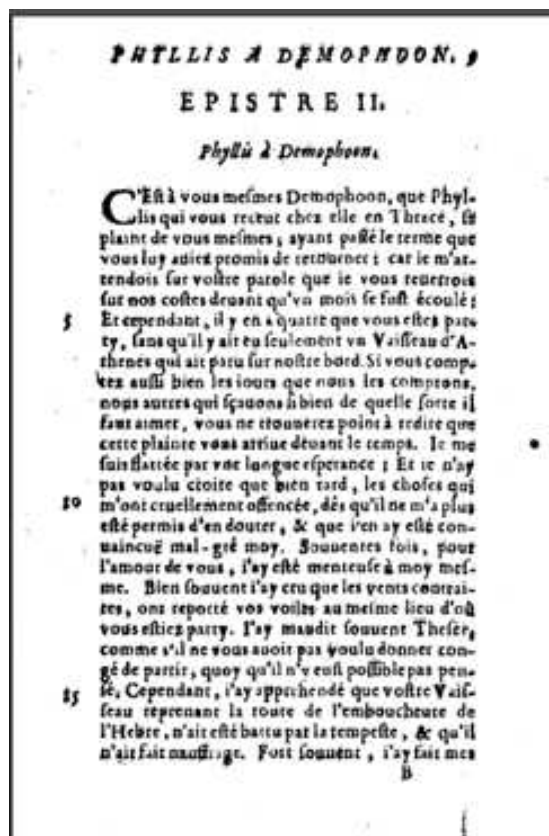 PHYLLIS A DEMOPHOON. 9
EPISTRE II.
Phyllis à Demophoon.
C'Est à vous mesmes Demophoon, que Phyl-
lis qui vous receut chez elle en Threce, se
plaint de vous mesmes, ayant passé le terme que
vous luy auiez promis de retourner: car ie m'at-
tendois sur vostre parole que ie vous reuerrois
sur nos costes deuant qu'vn mois se fust écoulé;
5 Et cependant, il y en a quatre que vous estes par-
ty, sans qu'il y ait eu seulement vn Vaisseau d'A-
thenes qui ait paru sur nostre bord. Si vous comp-
tez aussi bien les iours que nous les comptons,
nous autres qui sçauons si bien de quelle sorte il
faut aimer, vous ne trouuerez point à redire que
cette plainte vous arriue deuant le temps. Ie me
suis flattée par vne longue esperance; Et ie n'ay
pas voulu croire que bien tard, les choses qui
10 m'ont cruellement offencée, dés qu'il ne m'a plus
esté permis d'en douter, & que i'en ay esté con-
uaincuë mal-gré moy. Souuentes fois, pour
l'amour de vous, i'ay esté menteuse à moy mes-
me. Bien souuent i'ay cru que les vents contrai-
res, ont reporté vos voiles au mesme lieu d'où
vous estiez party. I'ay maudit souuent Thesée,
comme s'il ne vous auoit pas voulu donner con-
gé de partir, quoy qu'il n'y eust possible pas pen-
15 sé. Cependant, i'ay apprehendé que vostre Vais-
seau reprenant la route de l'emboucheure de
l'Hebre, n'ait esté battu par la tempeste, & qu'il
n'ait fait nauffrage. Fort souuent, i'ay fait mes
B